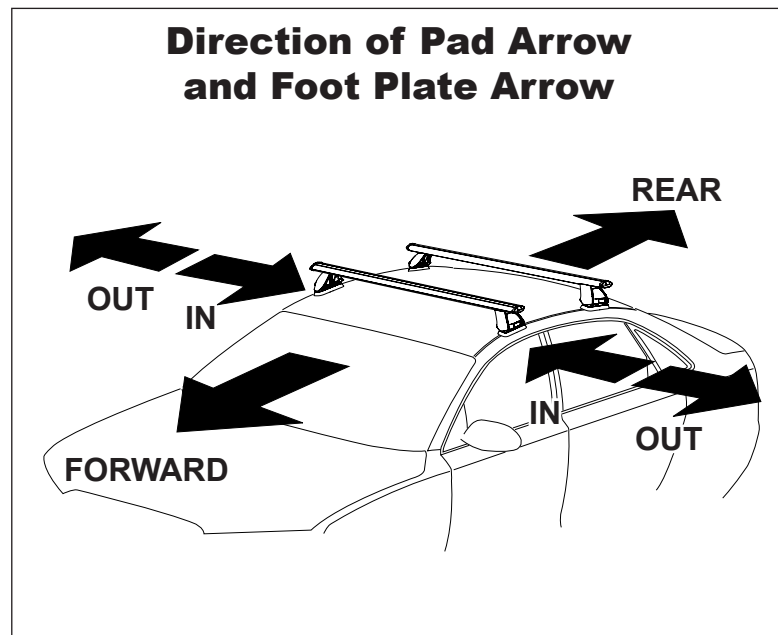 Direction of Pad Arrow
and Foot Plate Arrow
REAR
OUT
IN
IN
OUT
FORWARD